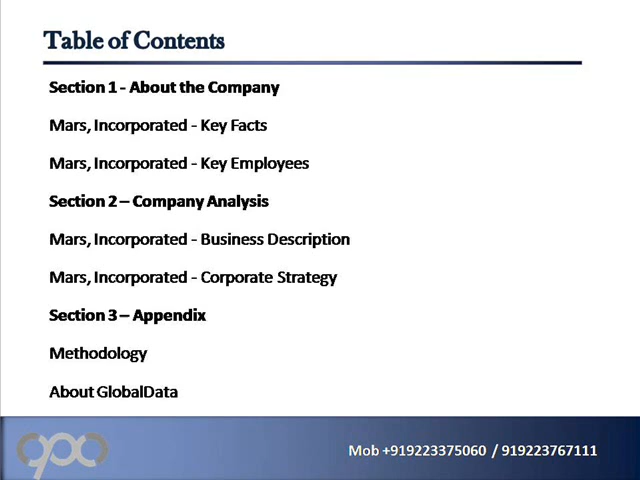 Table of Contents
Section 1 - About the Company
Mars, Incorporated - Key Facts
Mars, Incorporated - Key Employees
Section 2 – Company Analysis
Mars, Incorporated - Business Description
Mars, Incorporated - Corporate Strategy
Section 3 – Appendix
Methodology
About GlobalData
Mob +919223375060 / 919223767111